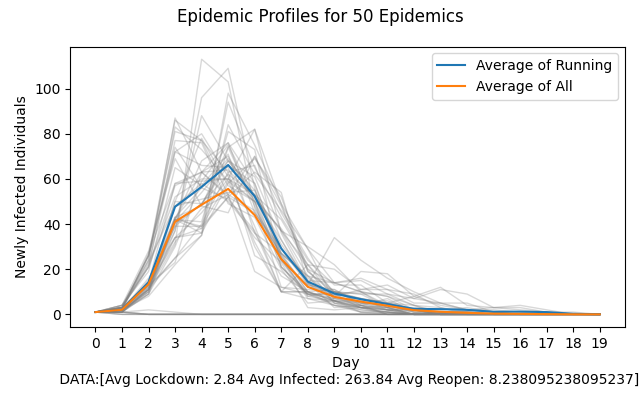 Epidemic Profiles for 50 Epidemics
Newly Infected Individuals
100
80
60
40
20
0
Average of Running
Average of All
0 1 2 3 4 5 6 7 8 9 10 11 12 13 14 15 16 17 18 19
Day
DATA:[Avg Lockdown: 2.84 Avg Infected: 263.84 Avg Reopen: 8.238095238095237]